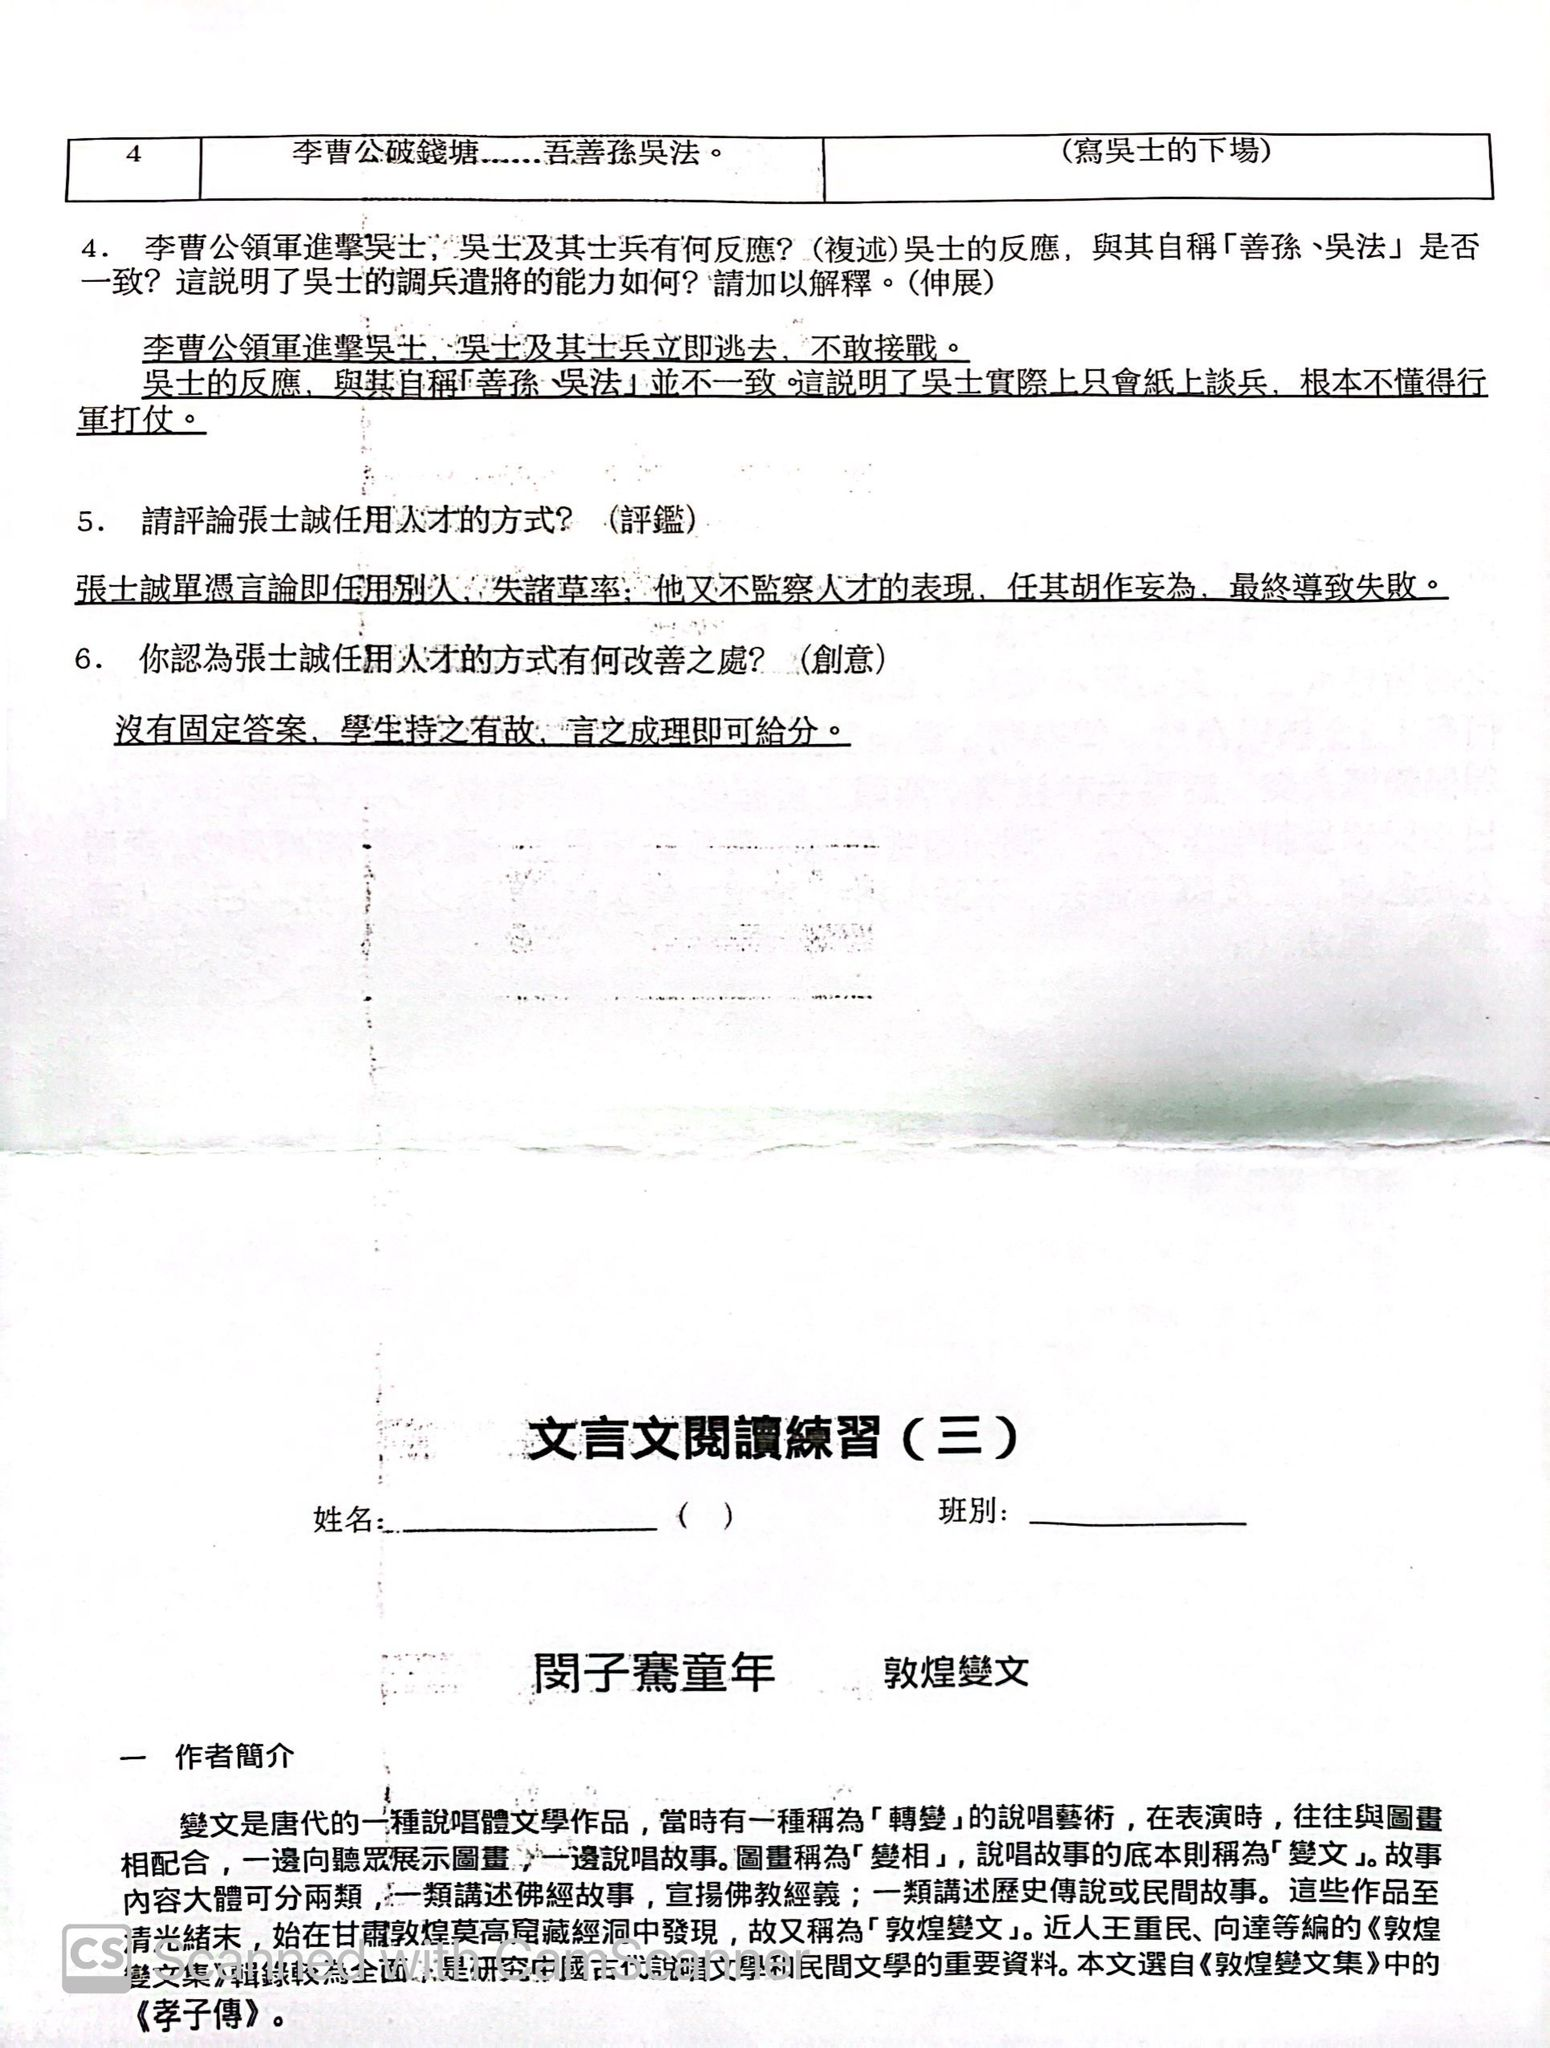 4 李曹公破錢塘……吾善孫吳法。 (寫吳士的下場)
4. 李曹公領軍進擊吳士，吳士及其士兵有何反應？(複述)吳士的反應，與其自稱「善孫、吳法」是否
一致？這説明了吳士的調兵遣將的能力如何？請加以解釋。(伸展)
李曹公領軍進擊吳士，吳士及其士兵立即逃去，不敢接戰。
吳士的反應，與其自稱「善孫、吳法」並不一致。這説明了吳士實際上只會紙上談兵，根本不懂得行
軍打仗。
5. 請評論張士誠任用人才的方式？ (評鑑)
張士誠單憑言論即任用別人，失諸草率；他又不監察人才的表現，任其胡作妄為，最終導致失敗。
6. 你認為張士誠任用人才的方式有何改善之處？ (創意)
沒有固定答案，學生持之有故，言之成理即可給分。
文言文閱讀練習（三）
姓名： ( ) 班別：
閔子騫童年 敦煌變文
一 作者簡介
變文是唐代的一種說唱體文學作品，當時有一種稱為「轉變」的說唱藝術，在表演時，往往與圖畫
相配合，一邊向聽眾展示圖畫，一邊說唱故事。圖畫稱為「變相」，說唱故事的底本則稱為「變文」。故事
內容大體可分兩類，一類講述佛經故事，宣揚佛教經義；一類講述歷史傳說或民間故事。這些作品至
清光緒末，始在甘肅敦煌莫高窟藏經洞中發現，故又稱為「敦煌變文」。近人王重民、向達等編的《敦煌
變文集》輯錄較為全面，是研究中國古代說唱文學和民間文學的重要資料。本文選自《敦煌變文集》中的
《孝子傳》。
CS Scanned with CamScanner